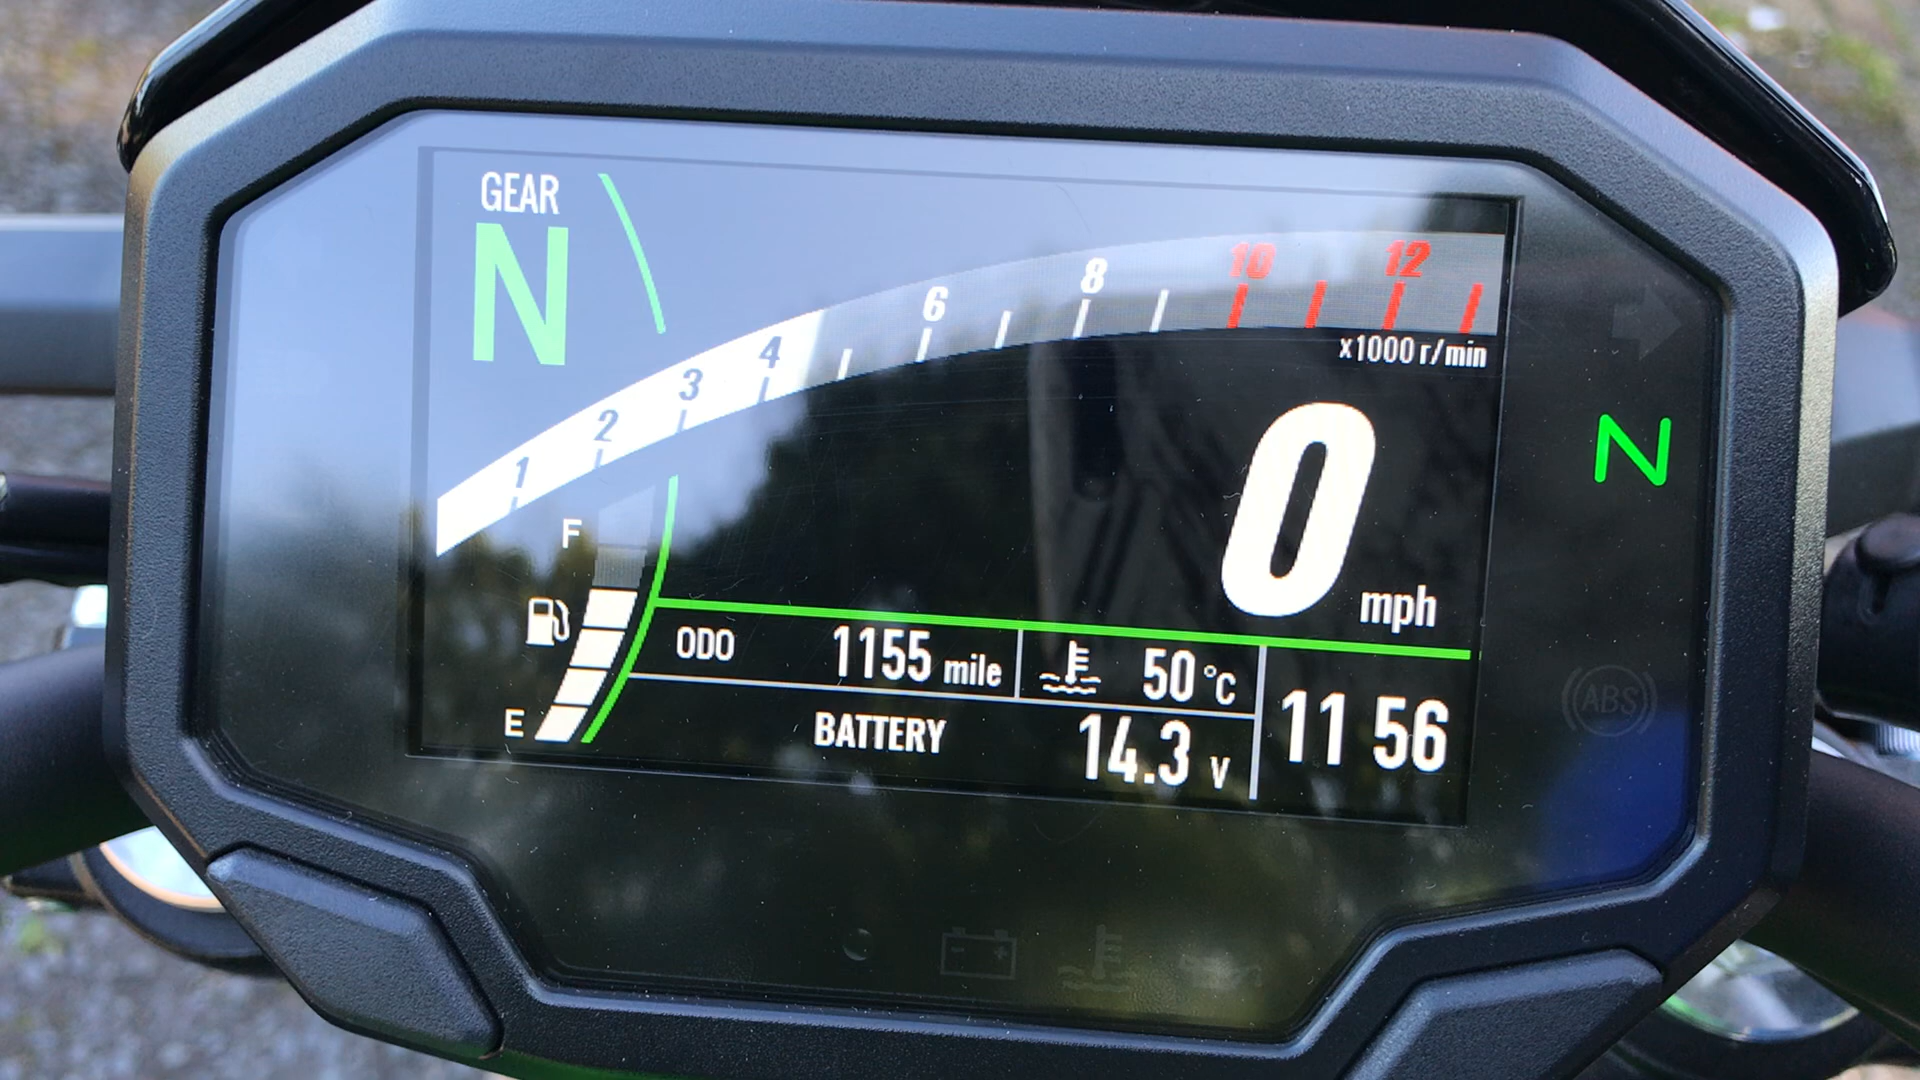 GEAR
N
1 2 3 4 6 8 10 12
x1000 r/min
N
0 mph
F
E
ODO 1155 mile 50 °C
BATTERY 14.3 V 11 56
ABS